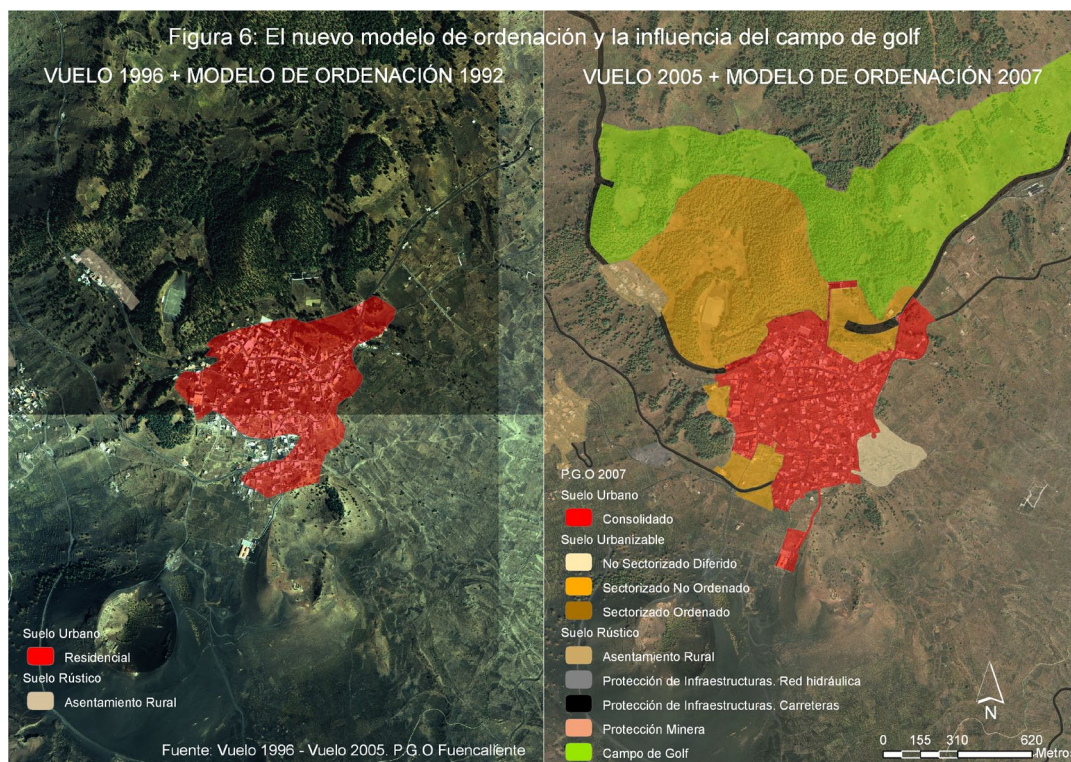 Figura 6: El nuevo modelo de ordenación y la influencia del campo de golf
VUELO 1996 + MODELO DE ORDENACIÓN 1992
VUELO 2005 + MODELO DE ORDENACIÓN 2007
Suelo Urbano
Residencial
Suelo Rústico
Asentamiento Rural
Fuente: Vuelo 1996 - Vuelo 2005. P.G.O Fuencaliente
P.G.O 2007
Suelo Urbano
Consolidado
Suelo Urbanizable
No Sectorizado Diferido
Sectorizado No Ordenado
Sectorizado Ordenado
Suelo Rústico
Asentamiento Rural
Protección de Infraestructuras. Red hidráulica
Protección de Infraestructuras. Carreteras
Protección Minera
Campo de Golf
N
0 155 310 620
Metros